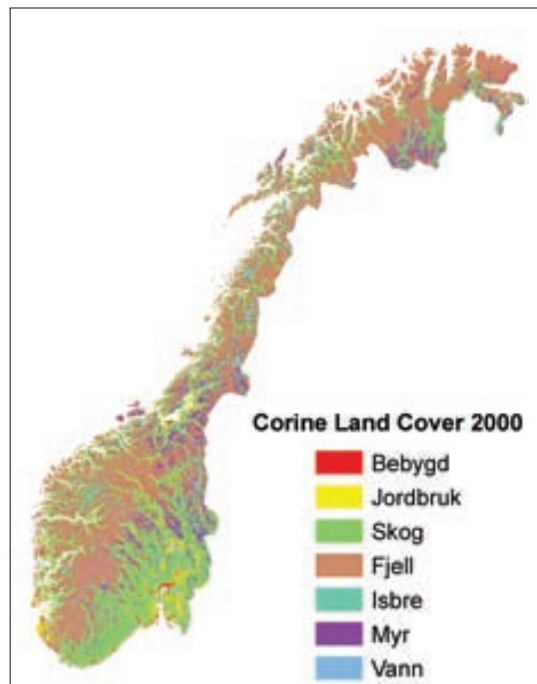 Corine Land Cover 2000
Bebygd
Jordbruk
Skog
Fjell
Isbre
Myr
Vann